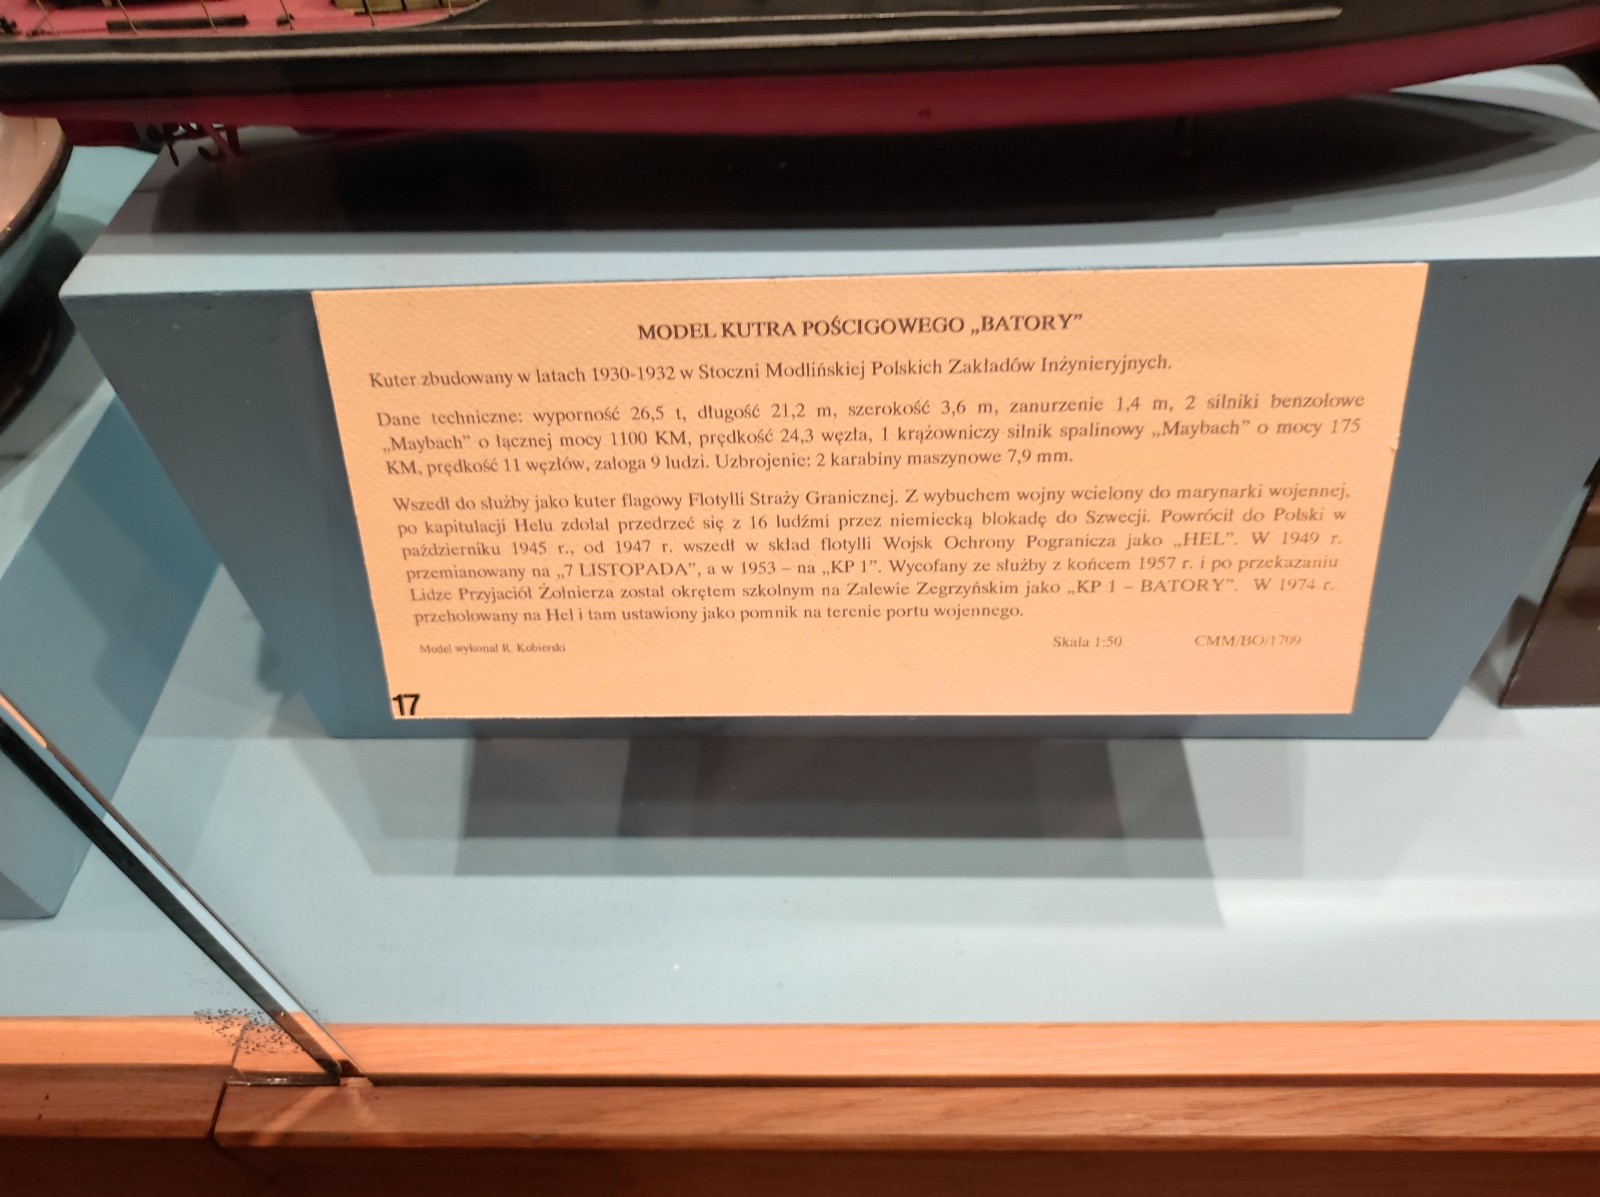 MODEL KUTRA POŚCIGOWEGO „BATORY”
Kuter zbudowany w latach 1930-1932 w Stoczni Modlińskiej Polskich Zakładów Inżynieryjnych.
Dane techniczne: wyporność 26,5 t, długość 21,2 m, szerokość 3,6 m, zanurzenie 1,4 m, 2 silniki benzolowe
„Maybach” o łącznej mocy 1100 KM, prędkość 24,3 węzła, 1 krążowniczy silnik spalinowy „Maybach” o mocy 175
KM, prędkość 11 węzłów, załoga 9 ludzi. Uzbrojenie: 2 karabiny maszynowe 7,9 mm.
Wszedł do służby jako kuter flagowy Flotylli Straży Granicznej. Z wybuchem wojny wcielony do marynarki wojennej,
po kapitulacji Helu zdołał przedrzeć się z 16 ludźmi przez niemiecką blokadę do Szwecji. Powrócił do Polski w
październiku 1945 r., od 1947 r. wszedł w skład flotylli Wojsk Ochrony Pogranicza jako „HEL”. W 1949 r.
przemianowany na „7 LISTOPADA”, a w 1953 – na „KP 1”. Wycofany ze służby z końcem 1957 r. i po przekazaniu
Lidze Przyjaciół Żołnierza został okrętem szkolnym na Zalewie Zegrzyńskim jako „KP 1 – BATORY”. W 1974 r.
przeholowany na Hel i tam ustawiony jako pomnik na terenie portu wojennego.
Model wykonał R. Kobierski Skala 1:50 CMM/BO/1709
17